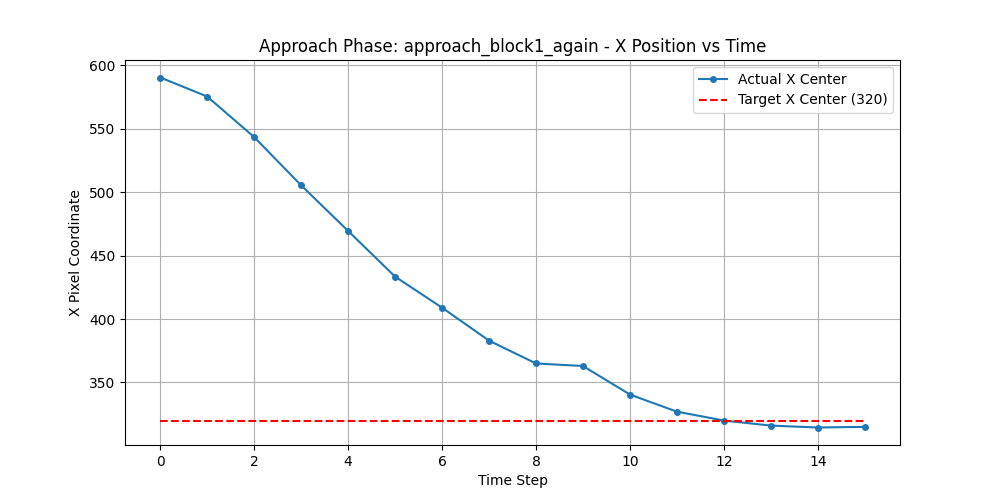 Approach Phase: approach_block1_again - X Position vs Time
Actual X Center
Target X Center (320)
X Pixel Coordinate
600
550
500
450
400
350
0 2 4 6 8 10 12 14
Time Step